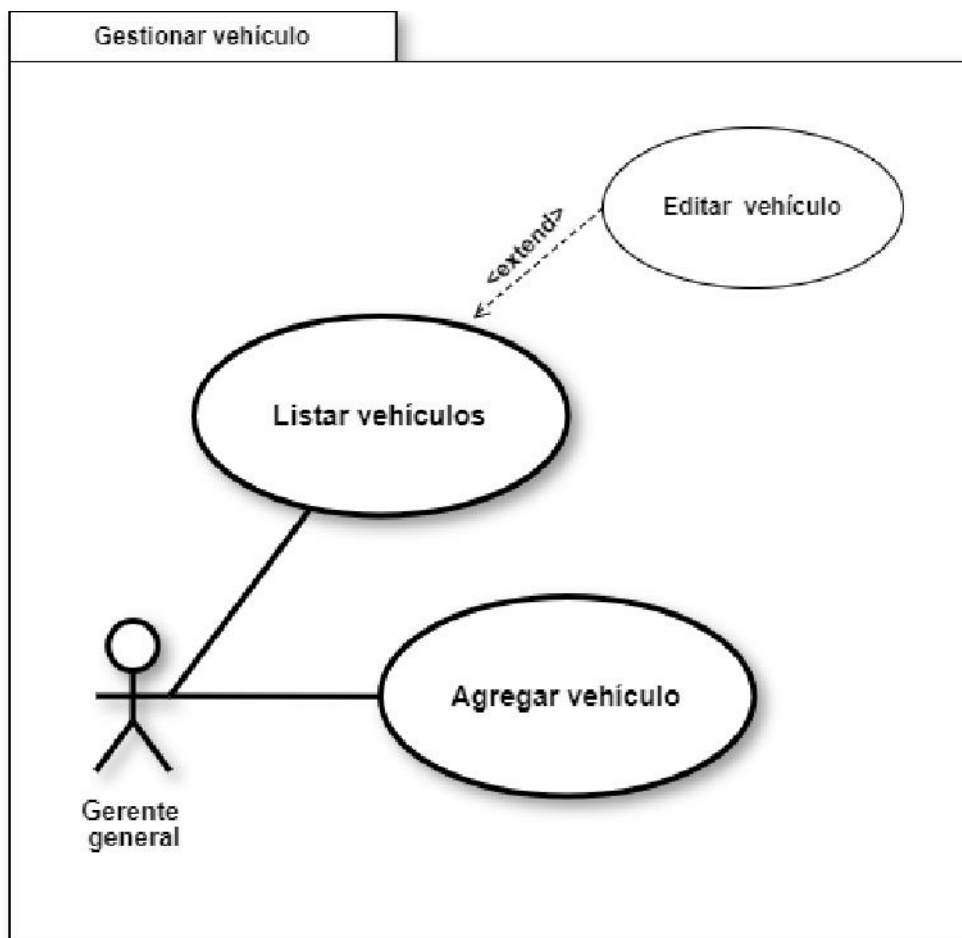 Gestionar vehículo
Editar vehículo
<extend>
Listar vehículos
Agregar vehículo
Gerente
general